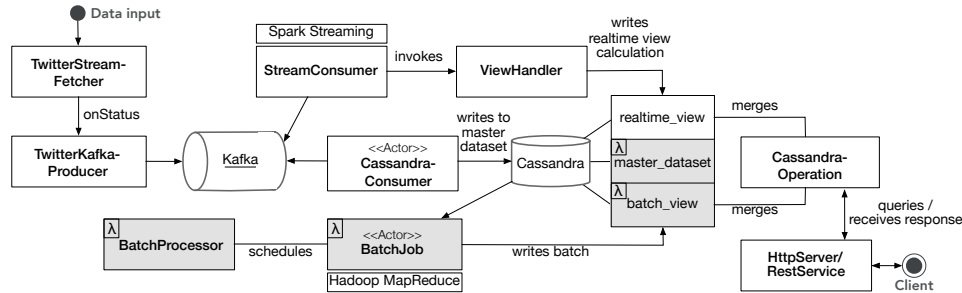 Data input
TwitterStream-
Fetcher
onStatus
TwitterKafka-
Producer
Spark Streaming
StreamConsumer
invokes
ViewHandler
writes
realtime view
calculation
Kafka
<<Actor>>
Cassandra-
Consumer
writes to
master
dataset
Cassandra
realtime_view
λ
master_dataset
λ
batch_view
merges
merges
Cassandra-
Operation
queries /
receives response
HttpServer/
RestService
Client
λ
BatchProcessor
schedules
λ
<<Actor>>
BatchJob
Hadoop MapReduce
writes batch